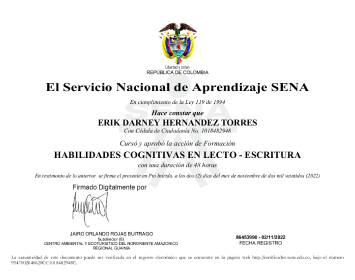 Libertad y orden
REPÚBLICA DE COLOMBIA
El Servicio Nacional de Aprendizaje SENA
En cumplimiento de la Ley 119 de 1994
Hace constar que
ERIK DARNEY HERNANDEZ TORRES
Con Cédula de Ciudadanía No. 1018482948
Cursó y aprobó la acción de Formación
HABILIDADES COGNITIVAS EN LECTO - ESCRITURA
con una duración de 48 horas
En testimonio de lo anterior, se firma el presente en Pto Inírida, a los dos (2) días del mes de noviembre de dos mil veintidos (2022)
Firmado Digitalmente por
JAIRO ORLANDO ROJAS BUITRAGO
Subdirector (E)
CENTRO AMBIENTAL Y ECOTURISTICO DEL NORORIENTE AMAZONICO
REGIONAL GUAINÍA
86453998 - 02/11/2022
FECHA REGISTRO
La autenticidad de este documento puede ser verificada en el registro electrónico que se encuentra en la página web http://certificados.sena.edu.co, bajo el número